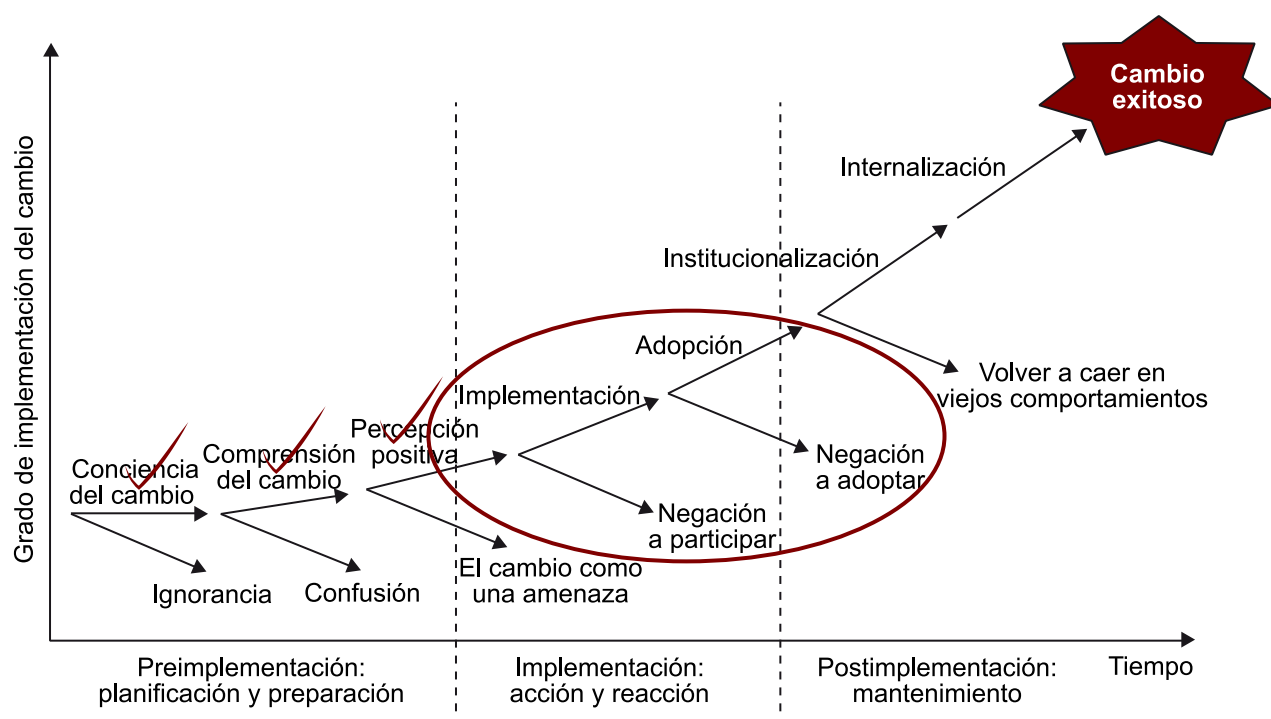 Cambio
exitoso
Internalización
Institucionalización
Adopción
Volver a caer en
viejos comportamientos
Implementación
Percepción
positiva
Comprensión
del cambio
Conciencia
del cambio
Negación
a adoptar
Negación
a participar
El cambio como
una amenaza
Confusión
Ignorancia
Grado de implementación del cambio
Preimplementación:
planificación y preparación
Implementación:
acción y reacción
Postimplementación:
mantenimiento
Tiempo